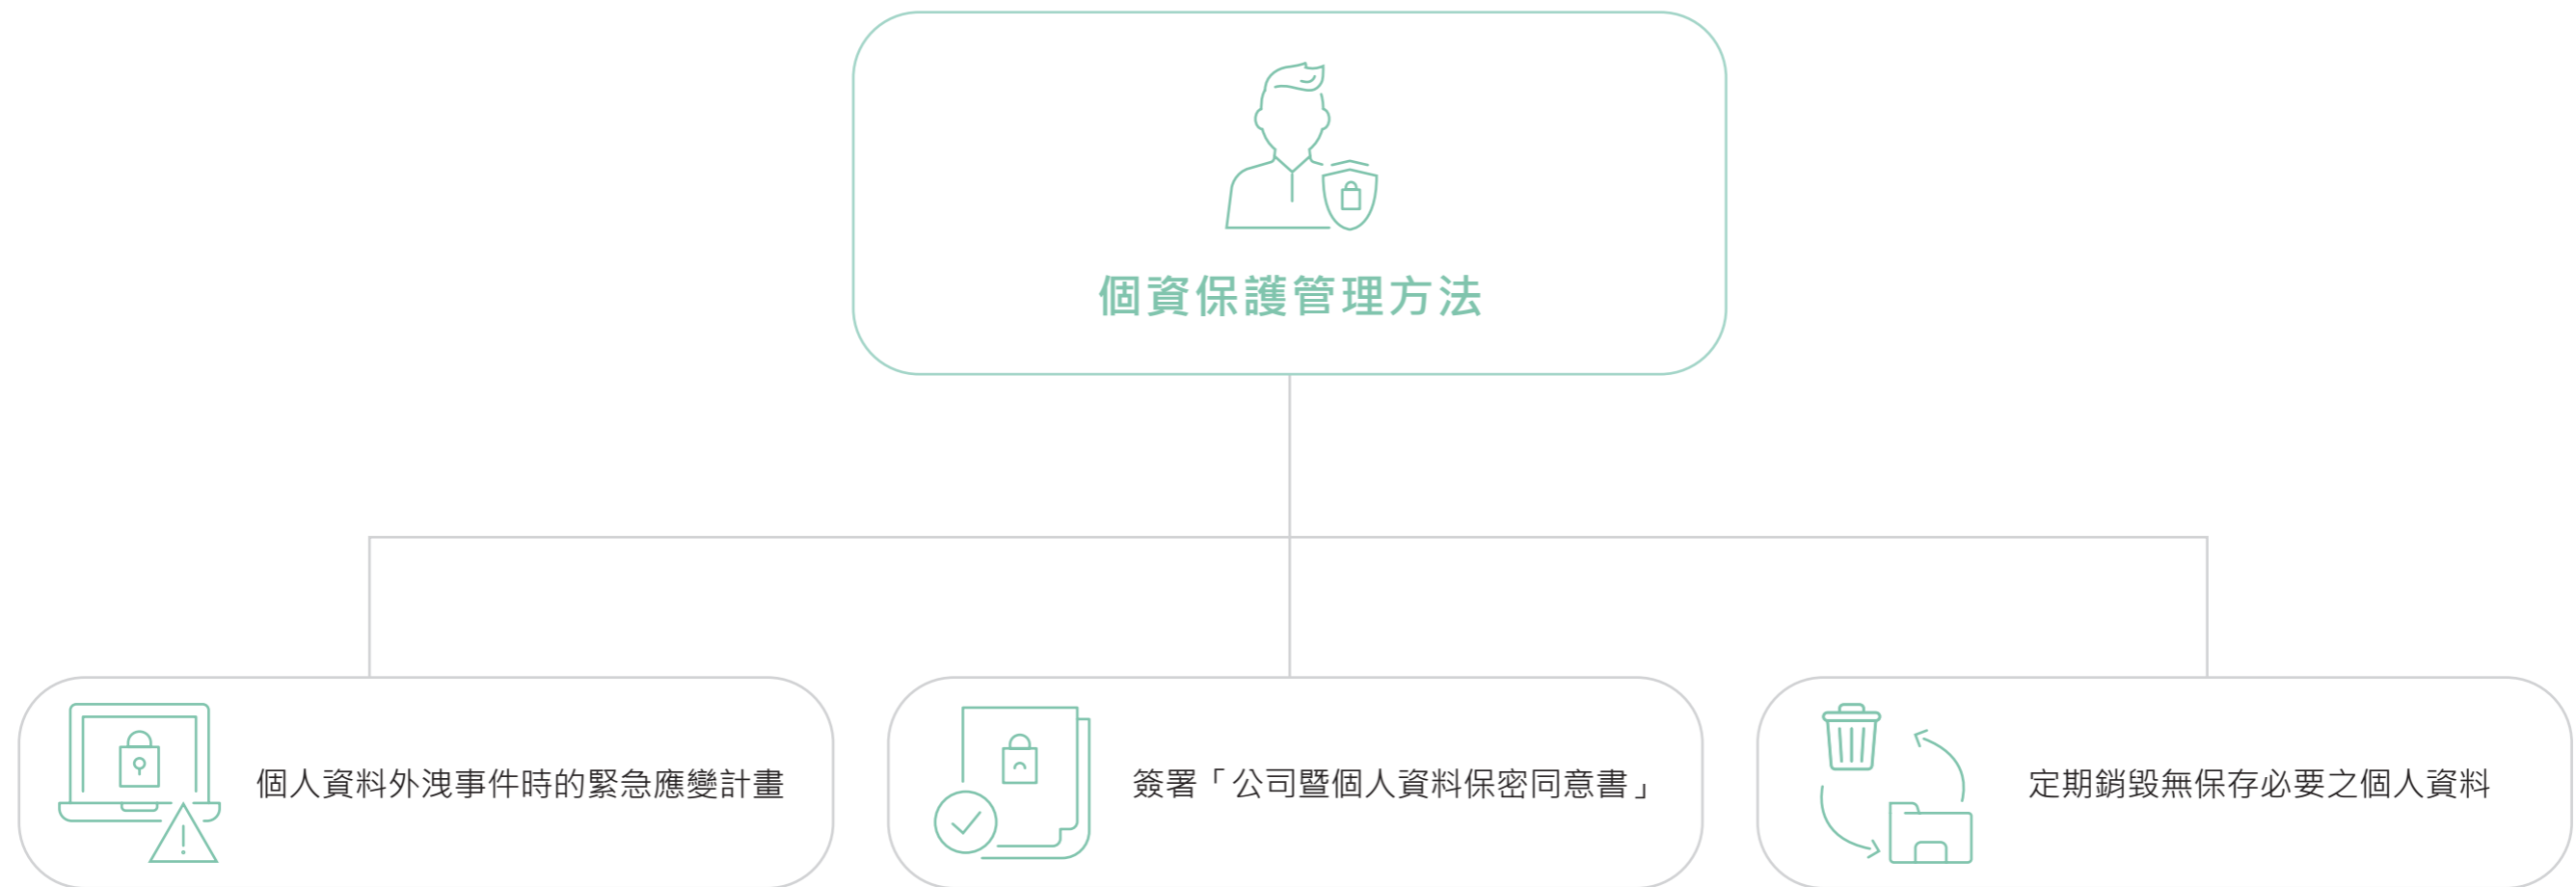 個資保護管理方法
個人資料外洩事件時的緊急應變計畫
簽署「公司暨個人資料保密同意書」
定期銷毀無保存必要之個人資料